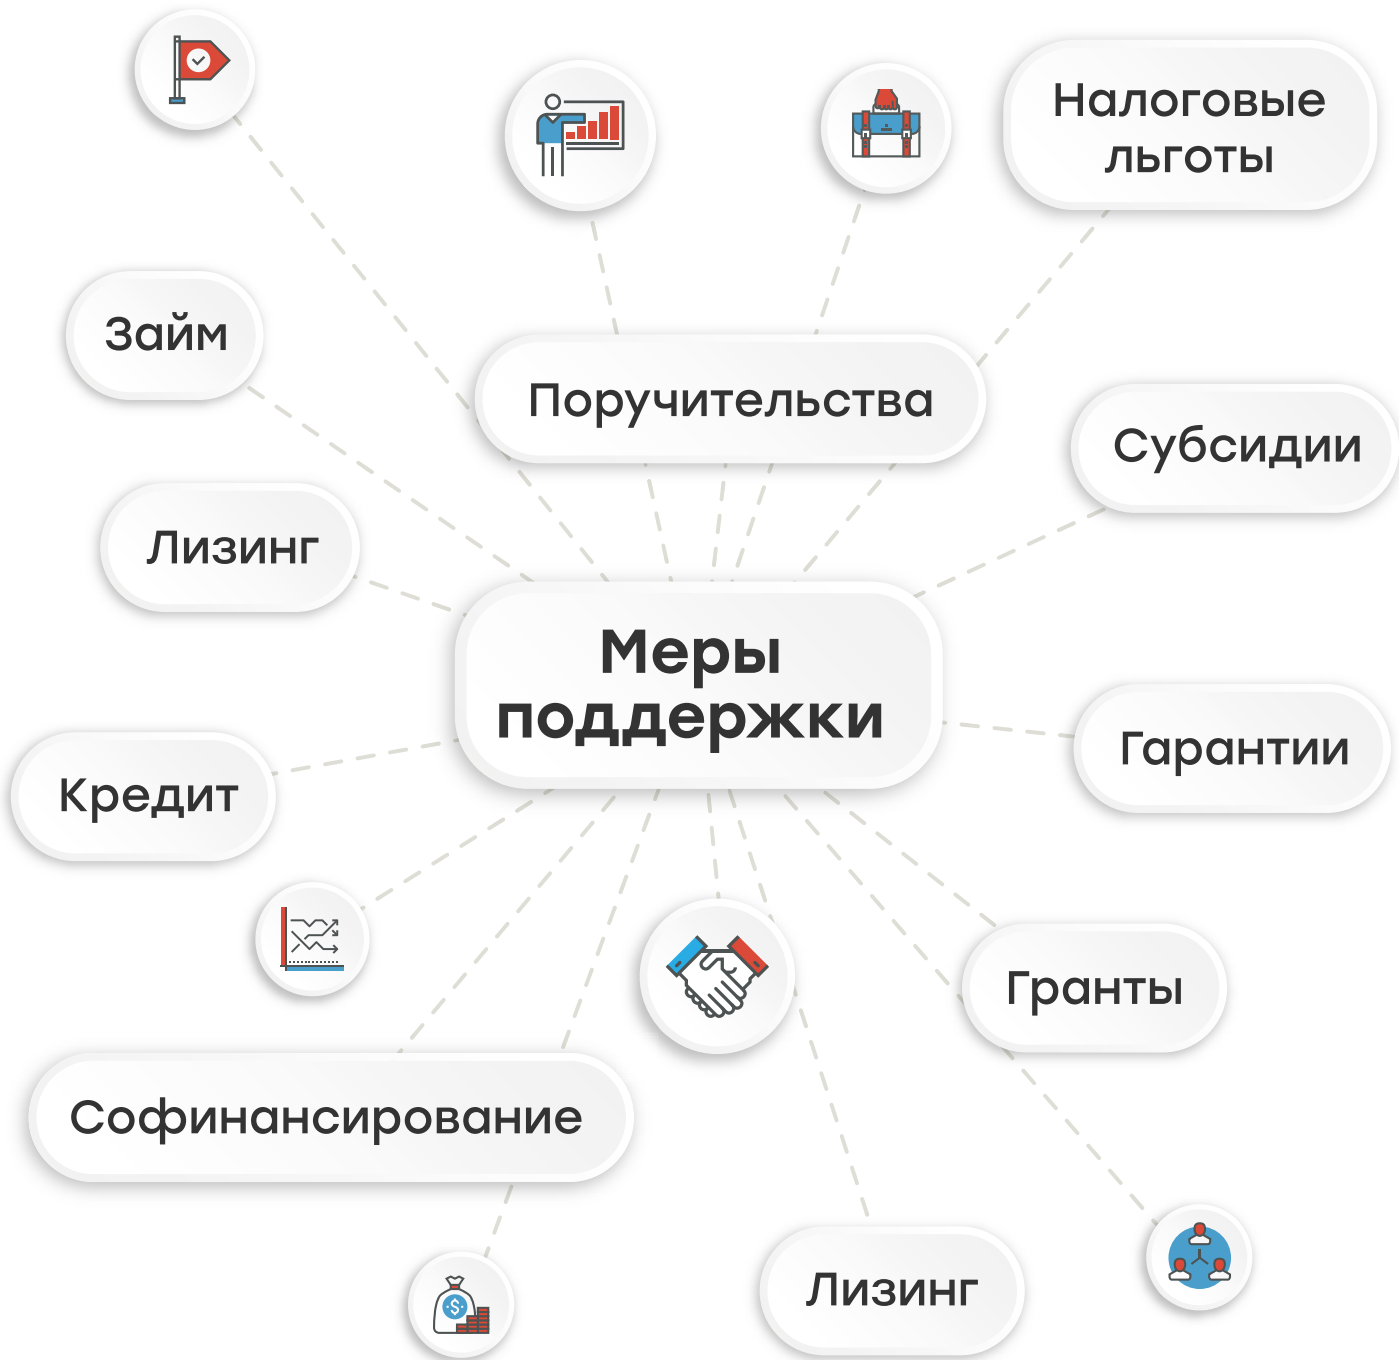 Налоговые
льготы
Займ
Поручительства
Субсидии
Лизинг
Меры
поддержки
Гарантии
Кредит
Гранты
Софинансирование
Лизинг